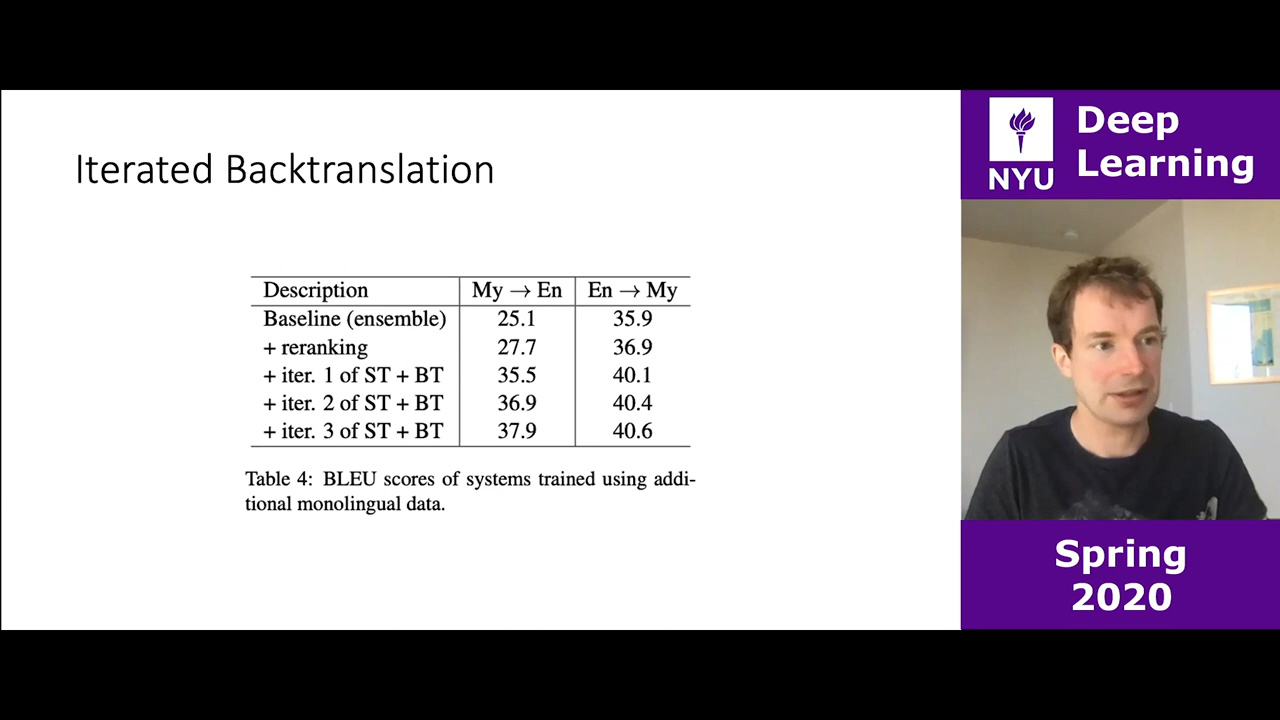 Iterated Backtranslation
Description My → En En → My
Baseline (ensemble) 25.1 35.9
+ reranking 27.7 36.9
+ iter. 1 of ST + BT 35.5 40.1
+ iter. 2 of ST + BT 36.9 40.4
+ iter. 3 of ST + BT 37.9 40.6
Table 4: BLEU scores of systems trained using addi-
tional monolingual data.
NYU
Deep
Learning
Spring
2020